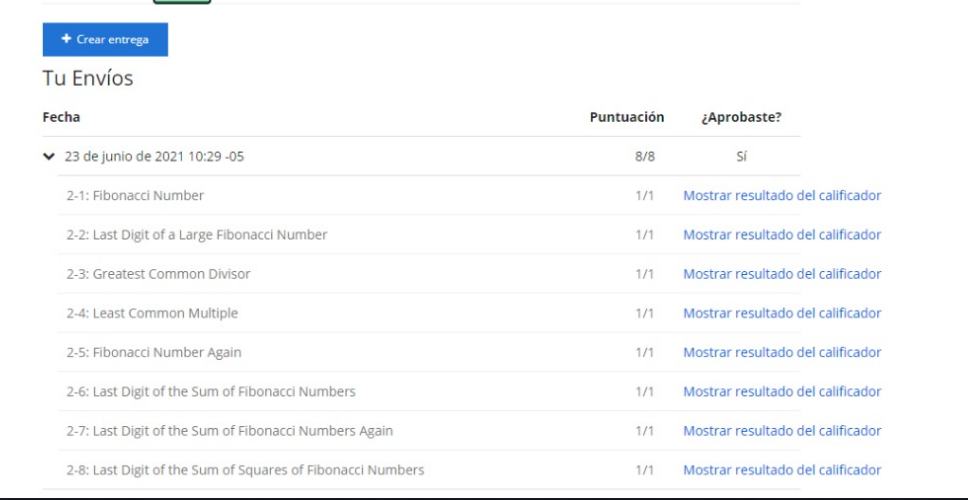 + Crear entrega
Tu Envíos
Fecha Puntuación ¿Aprobaste?
23 de junio de 2021 10:29 -05 8/8 Sí
2-1: Fibonacci Number 1/1 Mostrar resultado del calificador
2-2: Last Digit of a Large Fibonacci Number 1/1 Mostrar resultado del calificador
2-3: Greatest Common Divisor 1/1 Mostrar resultado del calificador
2-4: Least Common Multiple 1/1 Mostrar resultado del calificador
2-5: Fibonacci Number Again 1/1 Mostrar resultado del calificador
2-6: Last Digit of the Sum of Fibonacci Numbers 1/1 Mostrar resultado del calificador
2-7: Last Digit of the Sum of Fibonacci Numbers Again 1/1 Mostrar resultado del calificador
2-8: Last Digit of the Sum of Squares of Fibonacci Numbers 1/1 Mostrar resultado del calificador